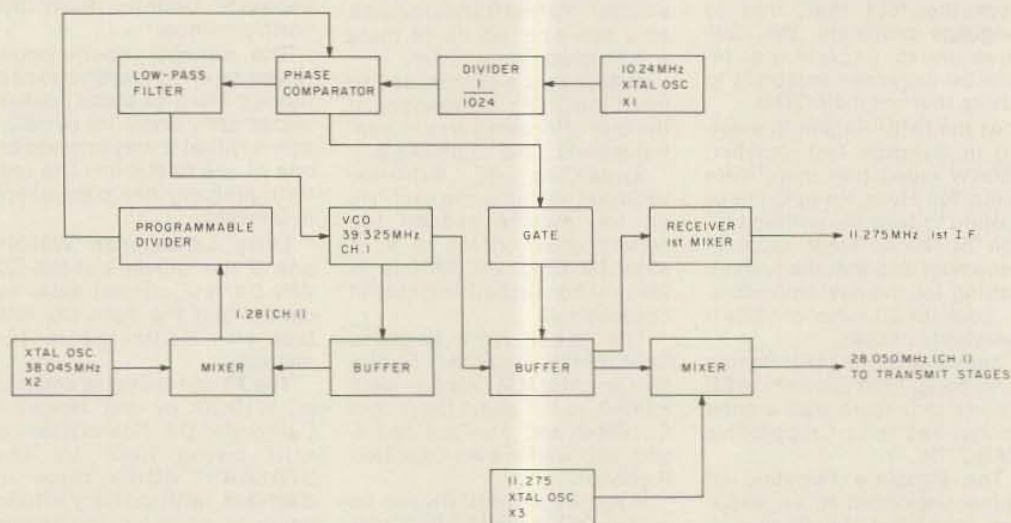 LOW-PASS
FILTER
PHASE
COMPARATOR
DIVIDER
1
1024
10.24MHz
XTAL OSC
X1
PROGRAMMABLE
DIVIDER
VCO
39.325MHz
CH.1
GATE
RECEIVER
1st MIXER
11.275MHz 1st I.F.
1.28 (CH 1)
XTAL OSC.
38.045MHz
X2
MIXER
BUFFER
BUFFER
MIXER
28.050MHz (CH 1)
TO TRANSMIT STAGES
11.275
XTAL OSC
X3